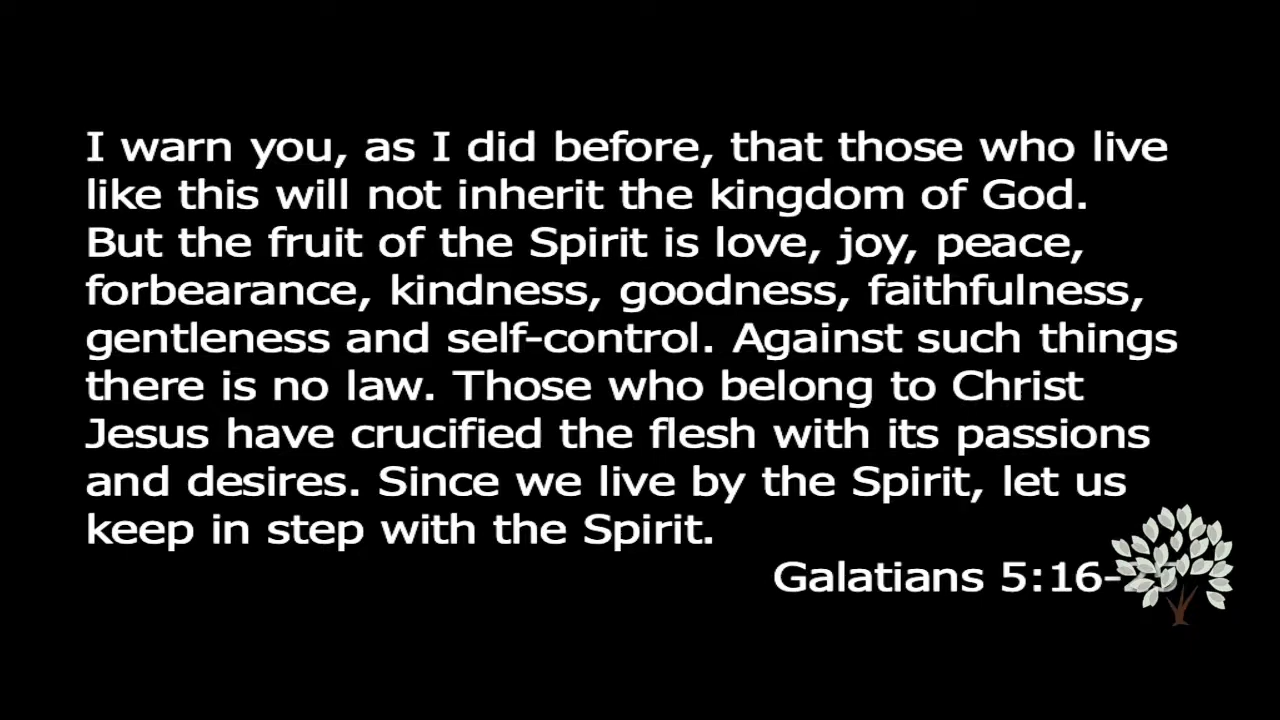 I warn you, as I did before, that those who live
like this will not inherit the kingdom of God.
But the fruit of the Spirit is love, joy, peace,
forbearance, kindness, goodness, faithfulness,
gentleness and self-control. Against such things
there is no law. Those who belong to Christ
Jesus have crucified the flesh with its passions
and desires. Since we live by the Spirit, let us
keep in step with the Spirit.
Galatians 5:16-25